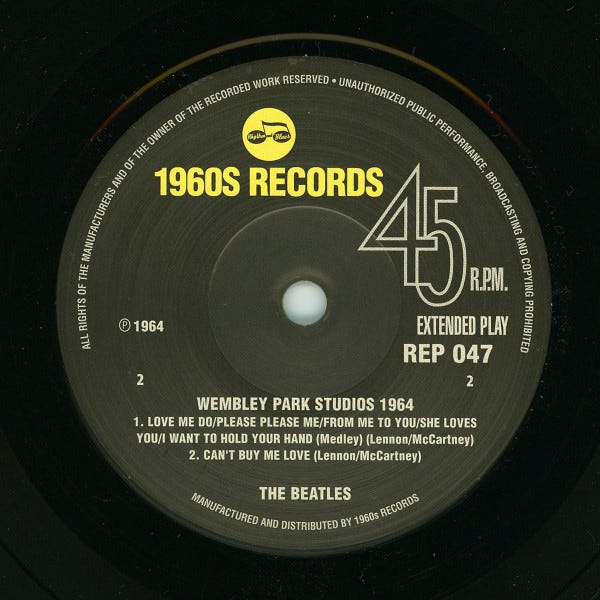 ALL RIGHTS OF THE MANUFACTURERS AND OF THE OWNER OF THE RECORDED WORK RESERVED • UNAUTHORIZED PUBLIC PERFORMANCE, BROADCASTING AND COPYING PROHIBITED
Rhythm Blues
1960S RECORDS
45
R.P.M.
EXTENDED PLAY
REP 047
℗ 1964
2 2
WEMBLEY PARK STUDIOS 1964
1. LOVE ME DO/PLEASE PLEASE ME/FROM ME TO YOU/SHE LOVES
YOU/I WANT TO HOLD YOUR HAND (Medley) (Lennon/McCartney)
2. CAN'T BUY ME LOVE (Lennon/McCartney)
THE BEATLES
MANUFACTURED AND DISTRIBUTED BY 1960s RECORDS